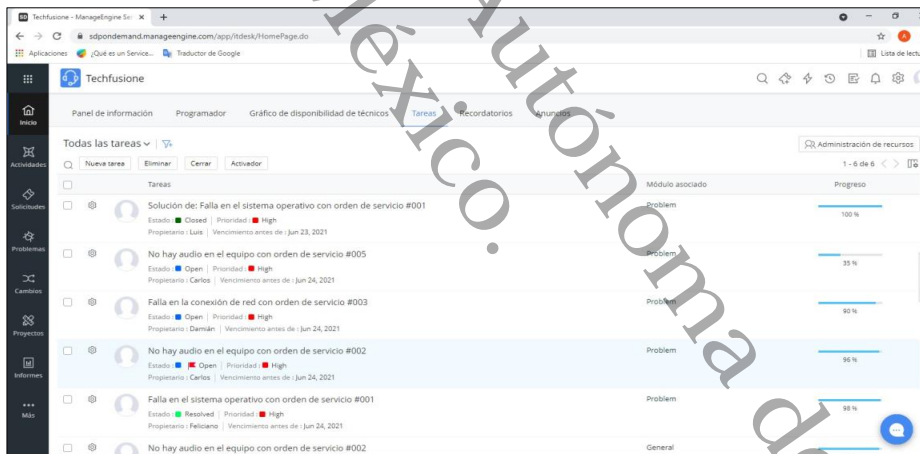 Techfusione - ManageEngine Ser
sdpondemand.manageengine.com/app/itdesk/HomePage.do
Aplicaciones ¿Qué es un Service... Traductor de Google Lista de lectu
Techfusione
Inicio
Actividades
Solicitudes
Problemas
Cambios
Proyectos
Informes
Más
Panel de información Programador Gráfico de disponibilidad de técnicos Tareas Recordatorios Anuncios
Todas las tareas Administración de recursos
Nueva tarea Eliminar Cerrar Activador 1 - 6 de 6
Tareas Módulo asociado Progreso
Solución de: Falla en el sistema operativo con orden de servicio #001 Problem
Estado : Closed | Prioridad : High 100 %
Propietario : Luis | Vencimiento antes de : Jun 23, 2021
No hay audio en el equipo con orden de servicio #005 Problem
Estado : Open | Prioridad : High 35 %
Propietario : Carlos | Vencimiento antes de : Jun 24, 2021
Falla en la conexión de red con orden de servicio #003 Problem
Estado : Open | Prioridad : High 90 %
Propietario : Damián | Vencimiento antes de : Jun 24, 2021
No hay audio en el equipo con orden de servicio #002 Problem
Estado : Open | Prioridad : High 96 %
Propietario : Carlos | Vencimiento antes de : Jun 24, 2021
Falla en el sistema operativo con orden de servicio #001 Problem
Estado : Resolved | Prioridad : High 98 %
Propietario : Feliciano | Vencimiento antes de : Jun 24, 2021
No hay audio en el equipo con orden de servicio #002 General
Autónoma de
México.